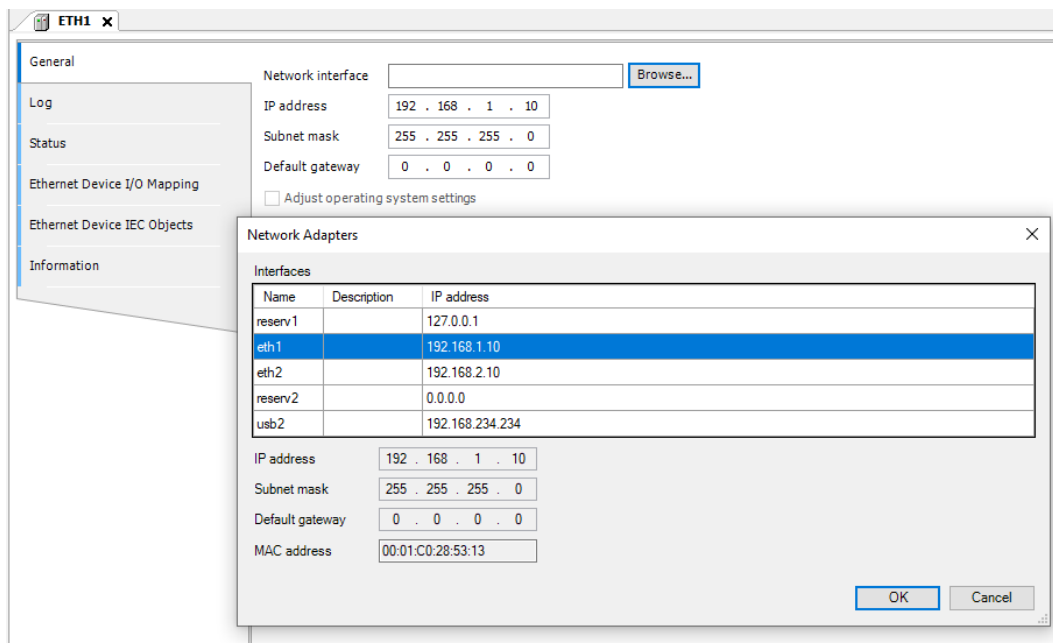 ETH1 X
General
Network interface Browse...
Log
IP address 192 . 168 . 1 . 10
Status
Subnet mask 255 . 255 . 255 . 0
Default gateway 0 . 0 . 0 . 0
Ethernet Device I/O Mapping
Adjust operating system settings
Ethernet Device IEC Objects
Information
Network Adapters
Interfaces
Name Description IP address
reserv1 127.0.0.1
eth1 192.168.1.10
eth2 192.168.2.10
reserv2 0.0.0.0
usb2 192.168.234.234
IP address 192 . 168 . 1 . 10
Subnet mask 255 . 255 . 255 . 0
Default gateway 0 . 0 . 0 . 0
MAC address 00:01:C0:28:53:13
OK Cancel